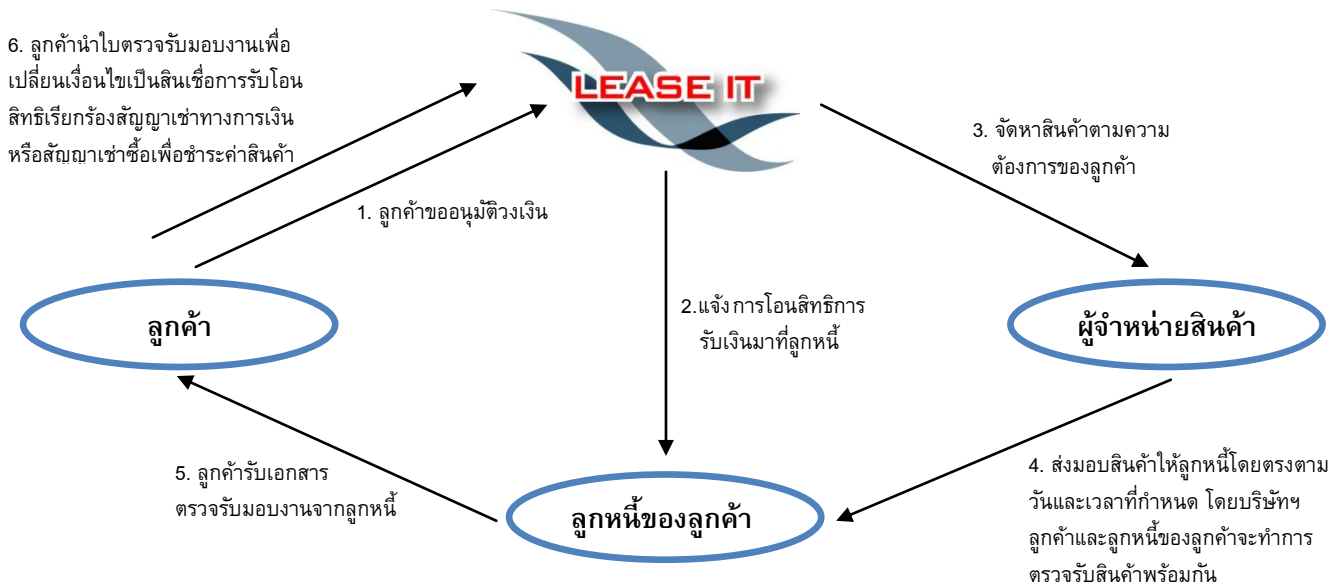 6. ลูกค้านำใบตรวจรับมอบงานเพื่อ
เปลี่ยนเงื่อนไขเป็นสินเชื่อการรับโอน
สิทธิเรียกร้องสัญญาเช่าทางการเงิน
หรือสัญญาเช่าซื้อเพื่อชำระค่าสินค้า
LEASE IT
3. จัดหาสินค้าตามความ
ต้องการของลูกค้า
1. ลูกค้าขออนุมัติวงเงิน
2.แจ้งการโอนสิทธิการ
รับเงินมาที่ลูกหนี้
ลูกค้า
ผู้จำหน่ายสินค้า
5. ลูกค้ารับเอกสาร
ตรวจรับมอบงานจากลูกหนี้
ลูกหนี้ของลูกค้า
4. ส่งมอบสินค้าให้ลูกหนี้โดยตรงตาม
วันและเวลาที่กำหนด โดยบริษัทฯ
ลูกค้าและลูกหนี้ของลูกค้าจะทำการ
ตรวจรับสินค้าพร้อมกัน